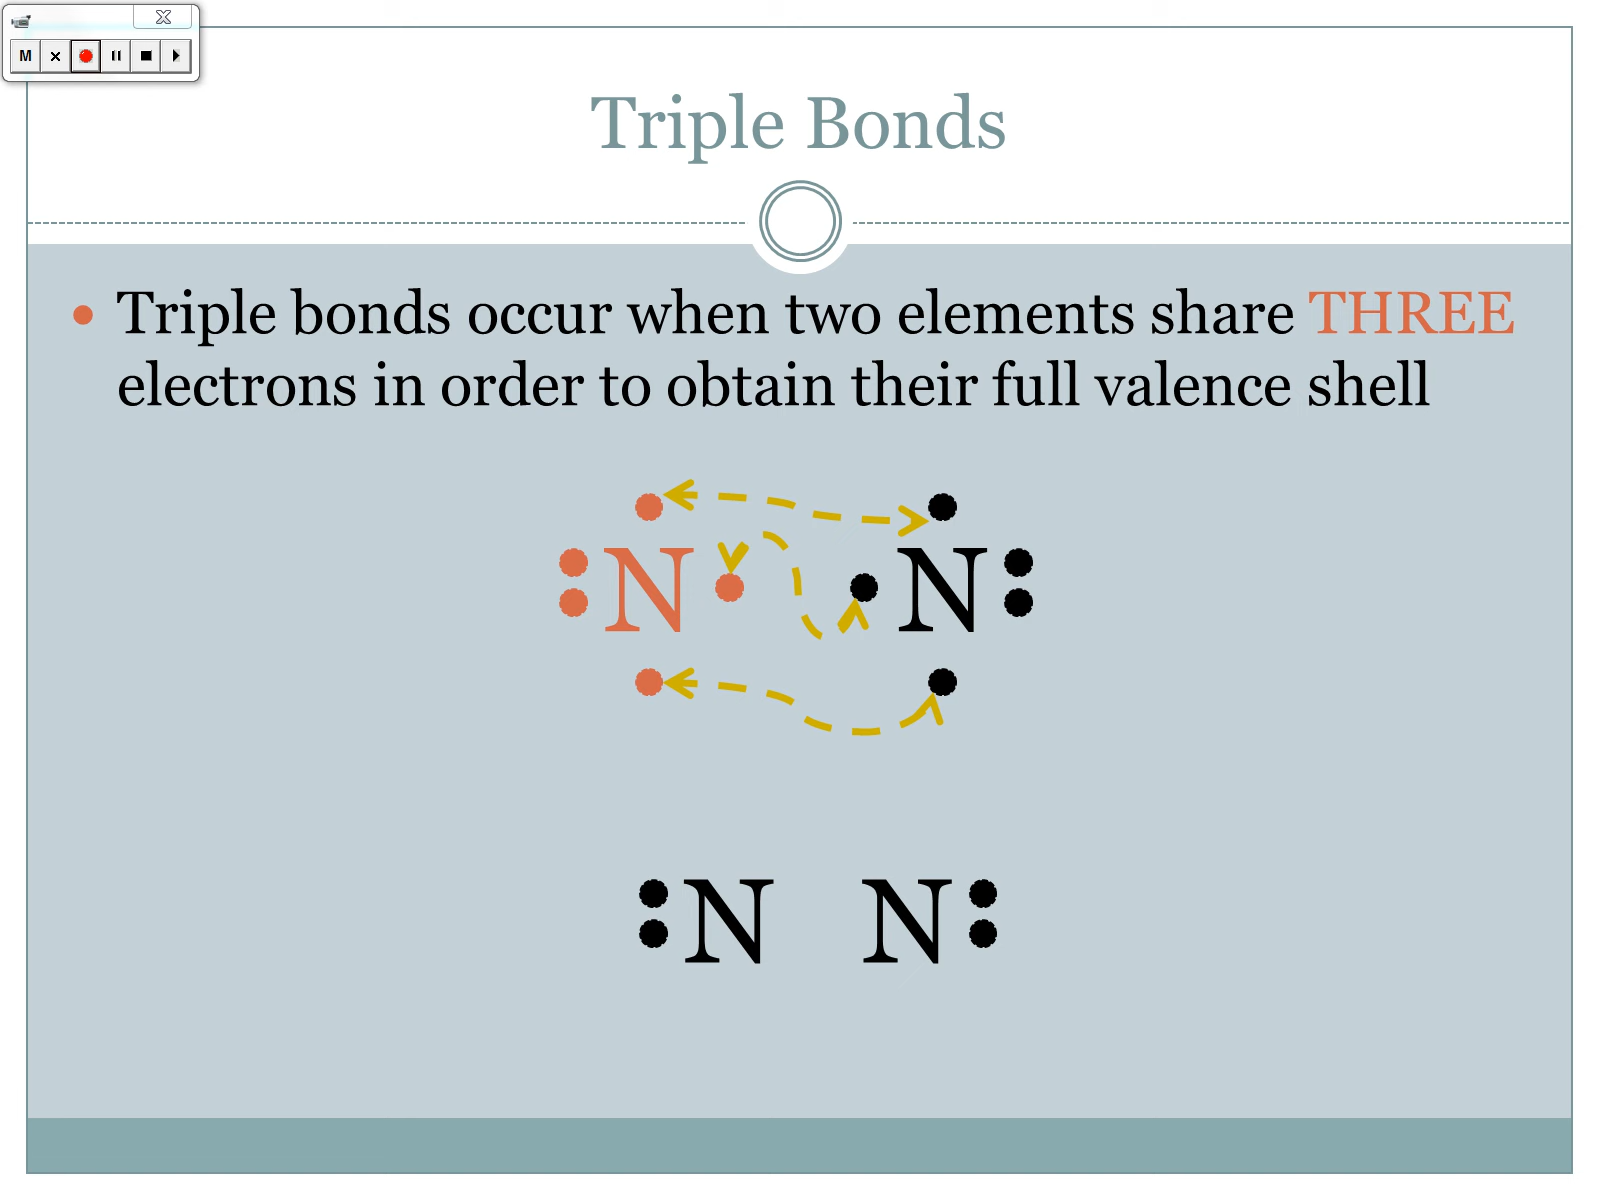 M
Triple Bonds
• Triple bonds occur when two elements share THREE
electrons in order to obtain their full valence shell
N N
N N